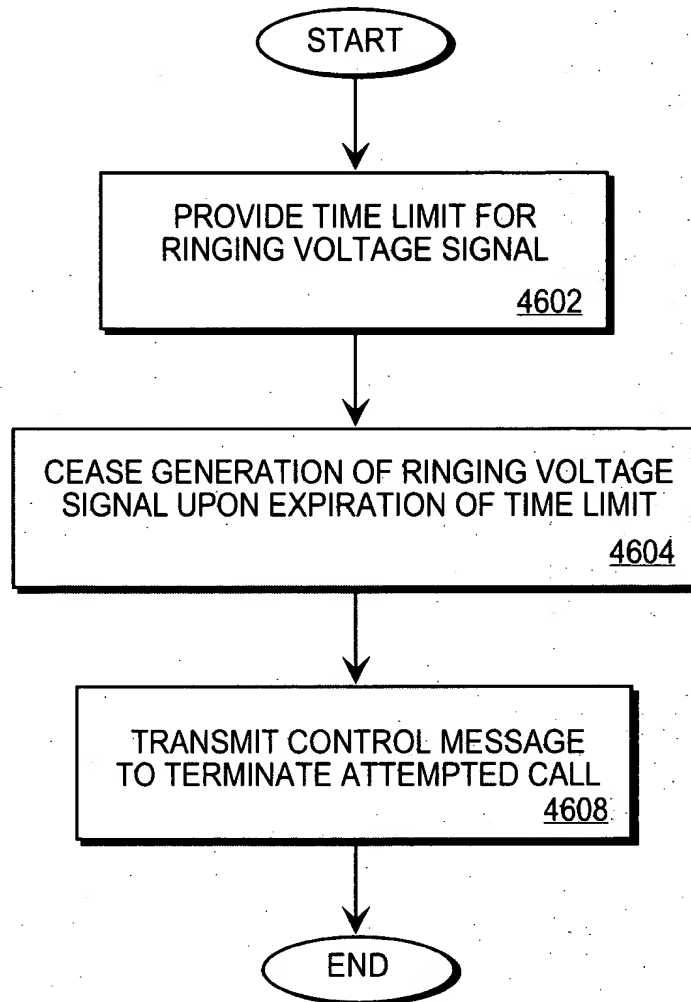 START
PROVIDE TIME LIMIT FOR
RINGING VOLTAGE SIGNAL
4602
CEASE GENERATION OF RINGING VOLTAGE
SIGNAL UPON EXPIRATION OF TIME LIMIT
4604
TRANSMIT CONTROL MESSAGE
TO TERMINATE ATTEMPTED CALL
4608
END